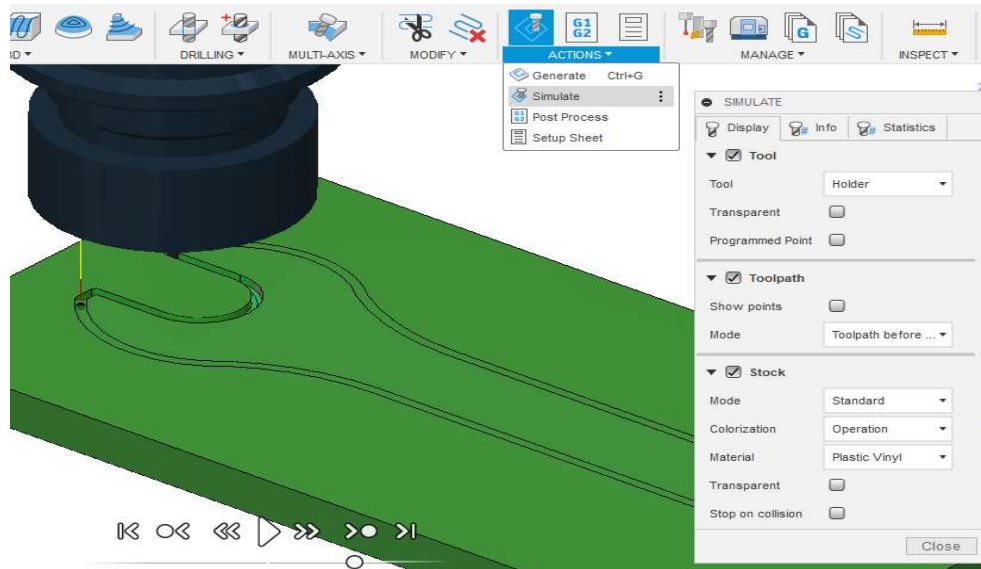 D ▾
DRILLING ▾
MULTI-AXIS ▾
MODIFY ▾
ACTIONS ▾
MANAGE ▾
INSPECT ▾
G1
G2
G
Generate Ctrl+G
Simulate
Post Process
Setup Sheet
SIMULATE
Display
Info
Statistics
Tool
Tool Holder
Transparent
Programmed Point
Toolpath
Show points
Mode Toolpath before ...
Stock
Mode Standard
Colorization Operation
Material Plastic Vinyl
Transparent
Stop on collision
Close